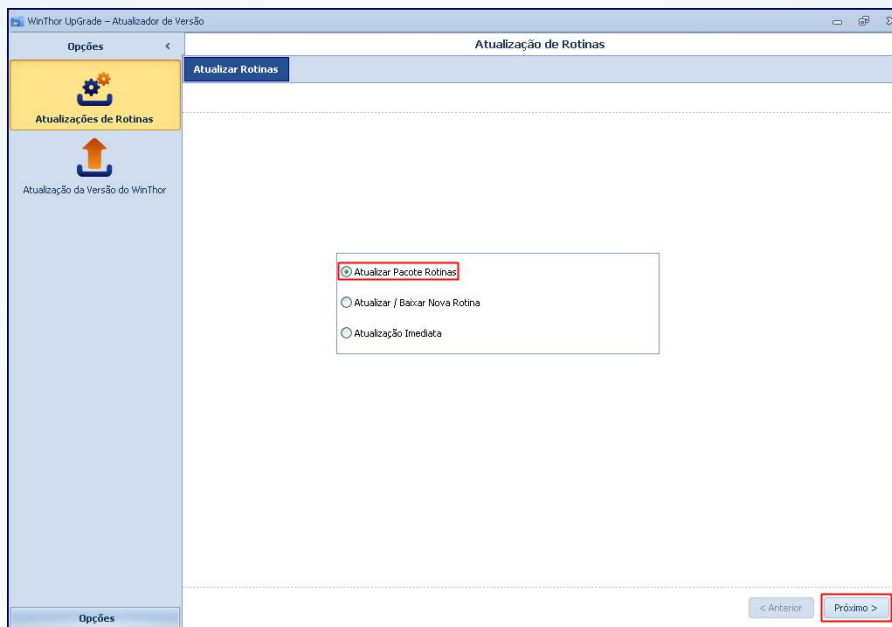 WinThor UpGrade – Atualizador de Versão
Opções <
Atualização de Rotinas
Atualizar Rotinas
Atualizações de Rotinas
Atualização da Versão do WinThor
Atualizar Pacote Rotinas
Atualizar / Baixar Nova Rotina
Atualização Imediata
< Anterior
Próximo >
Opções